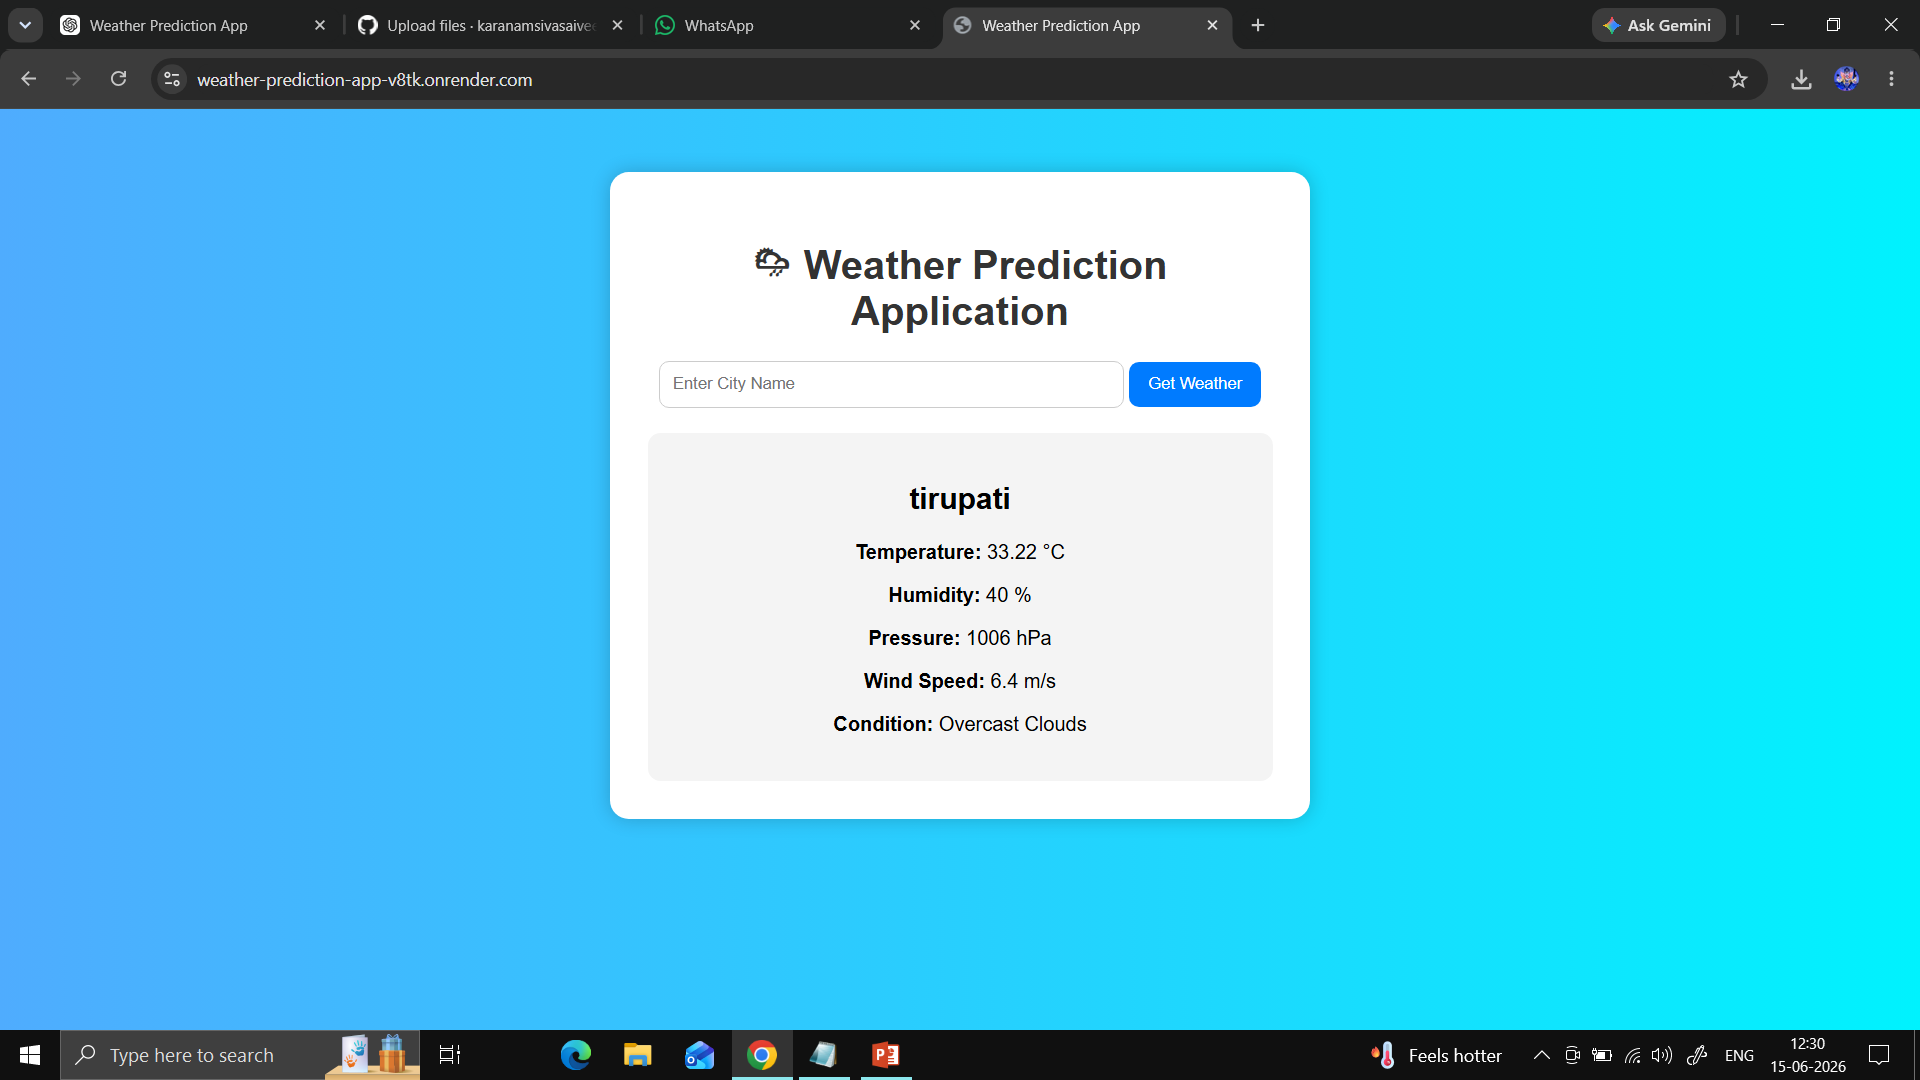 Weather Prediction App
Upload files · karanamsivasaivee
WhatsApp
Weather Prediction App
Ask Gemini
weather-prediction-app-v8tk.onrender.com
Weather Prediction
Application
Enter City Name
Get Weather
tirupati
Temperature: 33.22 °C
Humidity: 40 %
Pressure: 1006 hPa
Wind Speed: 6.4 m/s
Condition: Overcast Clouds
Type here to search
Feels hotter
ENG
12:30
15-06-2026